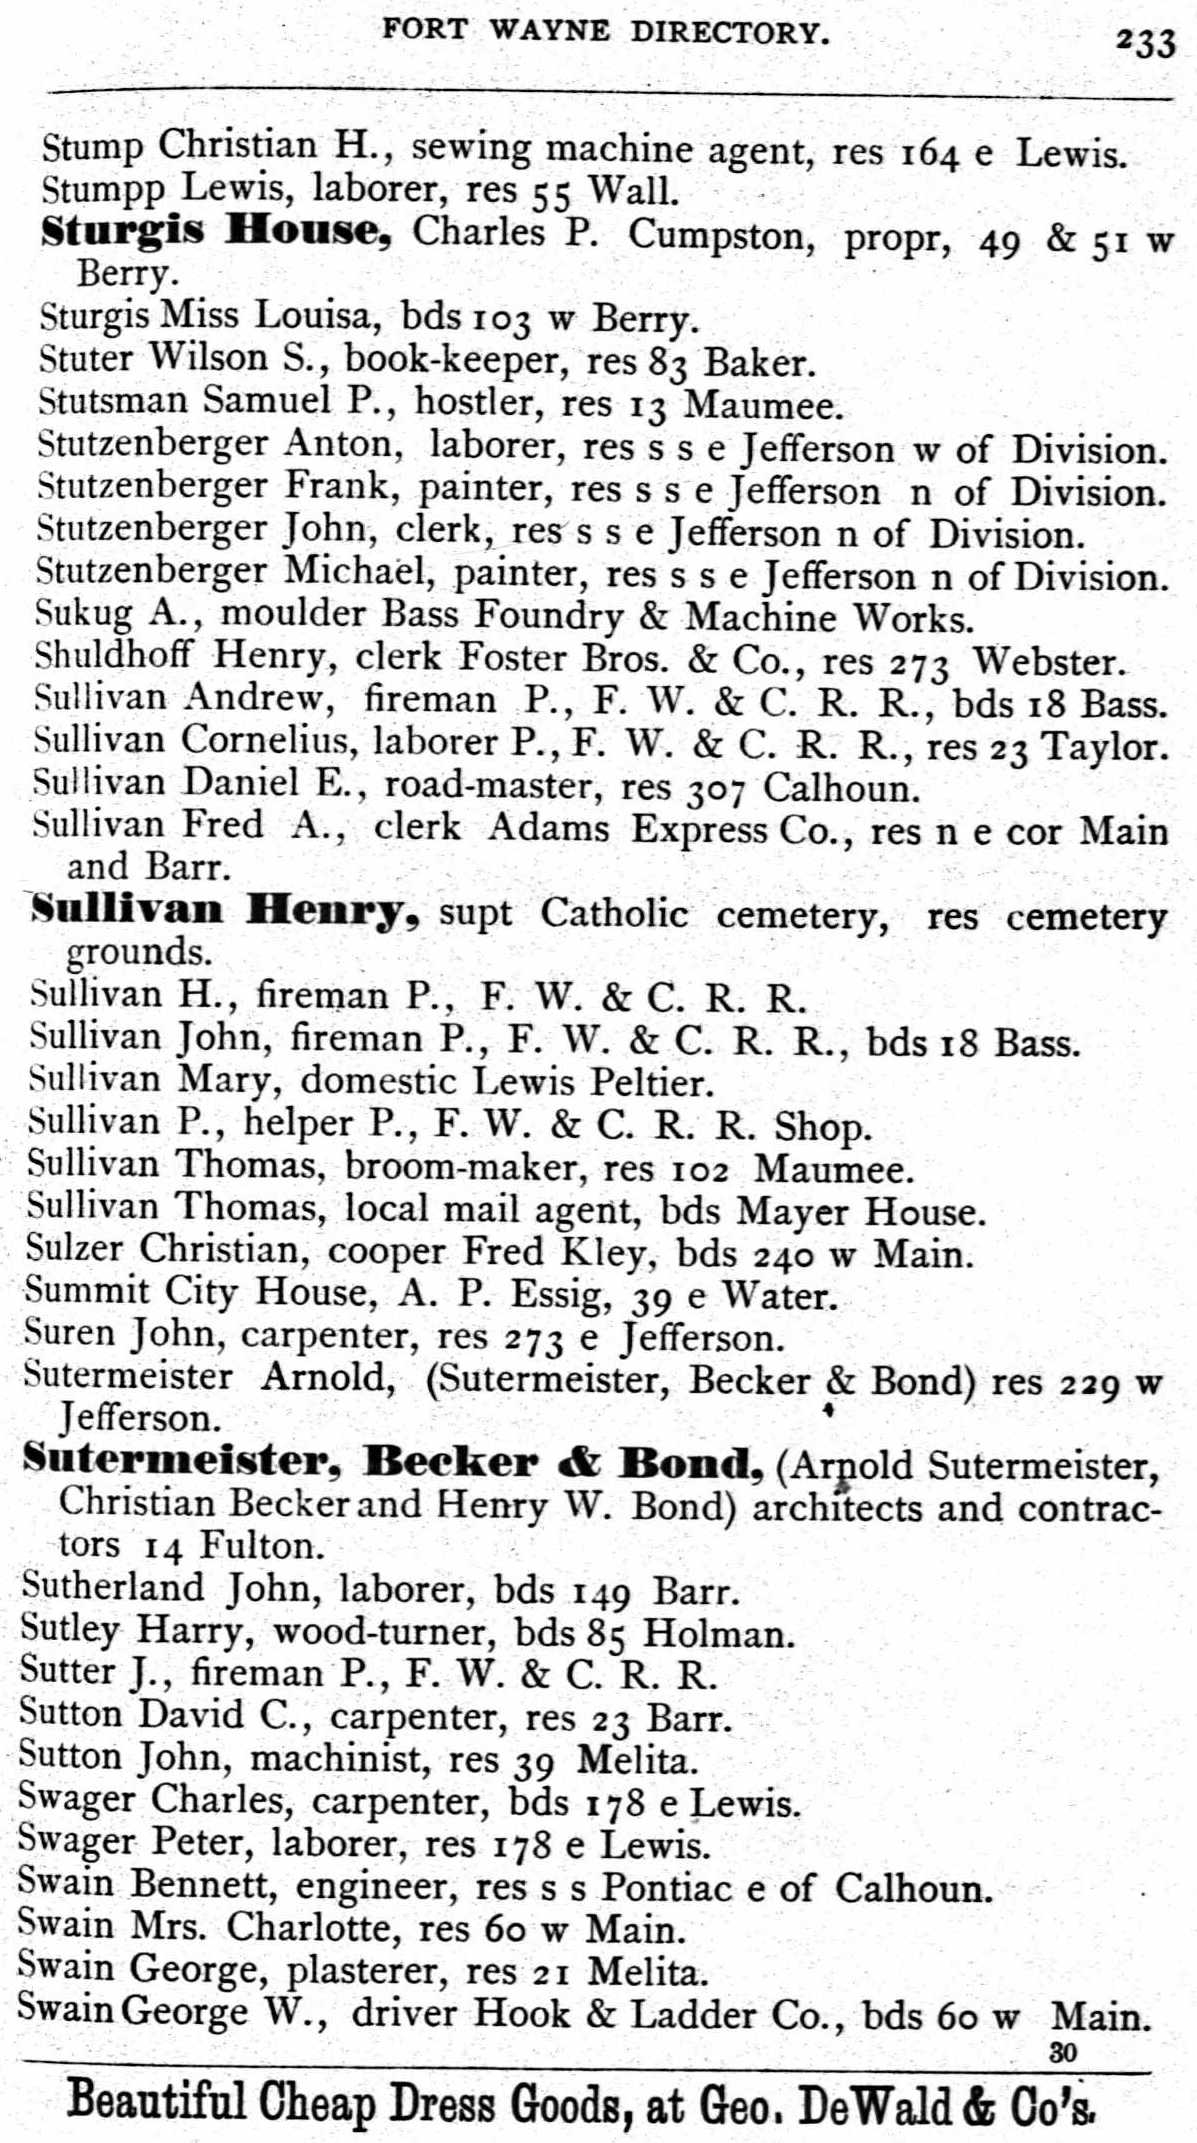 FORT WAYNE DIRECTORY. 233
Stump Christian H., sewing machine agent, res 164 e Lewis.
Stumpp Lewis, laborer, res 55 Wall.
Sturgis House, Charles P. Cumpston, propr, 49 & 51 w
Berry.
Sturgis Miss Louisa, bds 103 w Berry.
Stuter Wilson S., book-keeper, res 83 Baker.
Stutsman Samuel P., hostler, res 13 Maumee.
Stutzenberger Anton, laborer, res s s e Jefferson w of Division.
Stutzenberger Frank, painter, res s s e Jefferson n of Division.
Stutzenberger John, clerk, res s s e Jefferson n of Division.
Stutzenberger Michael, painter, res s s e Jefferson n of Division.
Sukug A., moulder Bass Foundry & Machine Works.
Shuldhoff Henry, clerk Foster Bros. & Co., res 273 Webster.
Sullivan Andrew, fireman P., F. W. & C. R. R., bds 18 Bass.
Sullivan Cornelius, laborer P., F. W. & C. R. R., res 23 Taylor.
Sullivan Daniel E., road-master, res 307 Calhoun.
Sullivan Fred A., clerk Adams Express Co., res n e cor Main
and Barr.
Sullivan Henry, supt Catholic cemetery, res cemetery
grounds.
Sullivan H., fireman P., F. W. & C. R. R.
Sullivan John, fireman P., F. W. & C. R. R., bds 18 Bass.
Sullivan Mary, domestic Lewis Peltier.
Sullivan P., helper P., F. W. & C. R. R. Shop.
Sullivan Thomas, broom-maker, res 102 Maumee.
Sullivan Thomas, local mail agent, bds Mayer House.
Sulzer Christian, cooper Fred Kley, bds 240 w Main.
Summit City House, A. P. Essig, 39 e Water.
Suren John, carpenter, res 273 e Jefferson.
Sutermeister Arnold, (Sutermeister, Becker & Bond) res 229 w
Jefferson.
Sutermeister, Becker & Bond, (Arnold Sutermeister,
Christian Becker and Henry W. Bond) architects and contrac-
tors 14 Fulton.
Sutherland John, laborer, bds 149 Barr.
Sutley Harry, wood-turner, bds 85 Holman.
Sutter J., fireman P., F. W. & C. R. R.
Sutton David C., carpenter, res 23 Barr.
Sutton John, machinist, res 39 Melita.
Swager Charles, carpenter, bds 178 e Lewis.
Swager Peter, laborer, res 178 e Lewis.
Swain Bennett, engineer, res s s Pontiac e of Calhoun.
Swain Mrs. Charlotte, res 60 w Main.
Swain George, plasterer, res 21 Melita.
Swain George W., driver Hook & Ladder Co., bds 60 w Main.
30
Beautiful Cheap Dress Goods, at Geo. DeWald & Co's.